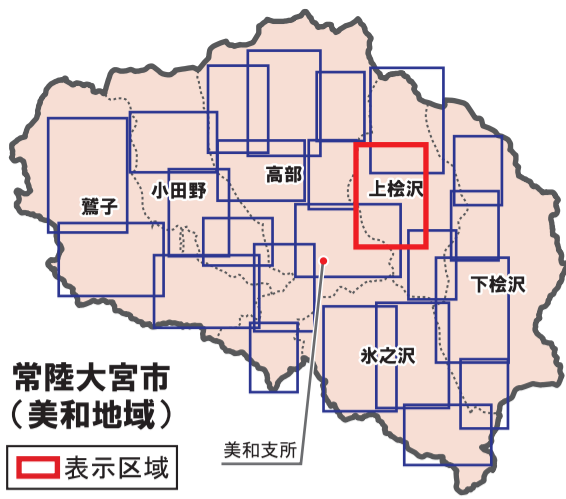 高部
上桧沢
小田野
鷲子
下桧沢
氷之沢
常陸大宮市
（美和地域）
美和支所
表示区域